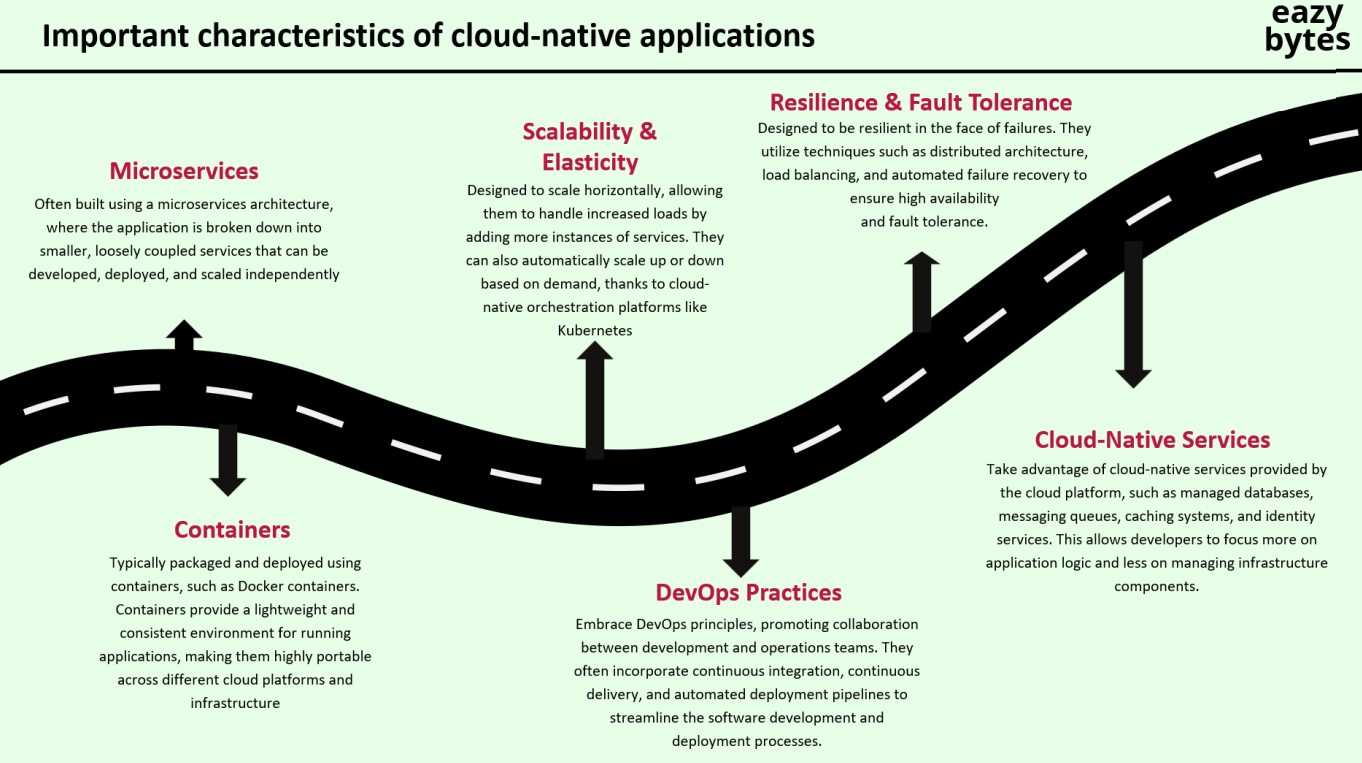 Important characteristics of cloud-native applications
eazy
bytes
Microservices
Often built using a microservices architecture,
where the application is broken down into
smaller, loosely coupled services that can be
developed, deployed, and scaled independently
Containers
Typically packaged and deployed using
containers, such as Docker containers.
Containers provide a lightweight and
consistent environment for running
applications, making them highly portable
across different cloud platforms and
infrastructure
Scalability &
Elasticity
Designed to scale horizontally, allowing
them to handle increased loads by
adding more instances of services. They
can also automatically scale up or down
based on demand, thanks to cloud-
native orchestration platforms like
Kubernetes
DevOps Practices
Embrace DevOps principles, promoting collaboration
between development and operations teams. They
often incorporate continuous integration, continuous
delivery, and automated deployment pipelines to
streamline the software development and
deployment processes.
Resilience & Fault Tolerance
Designed to be resilient in the face of failures. They
utilize techniques such as distributed architecture,
load balancing, and automated failure recovery to
ensure high availability
and fault tolerance.
Cloud-Native Services
Take advantage of cloud-native services provided by
the cloud platform, such as managed databases,
messaging queues, caching systems, and identity
services. This allows developers to focus more on
application logic and less on managing infrastructure
components.